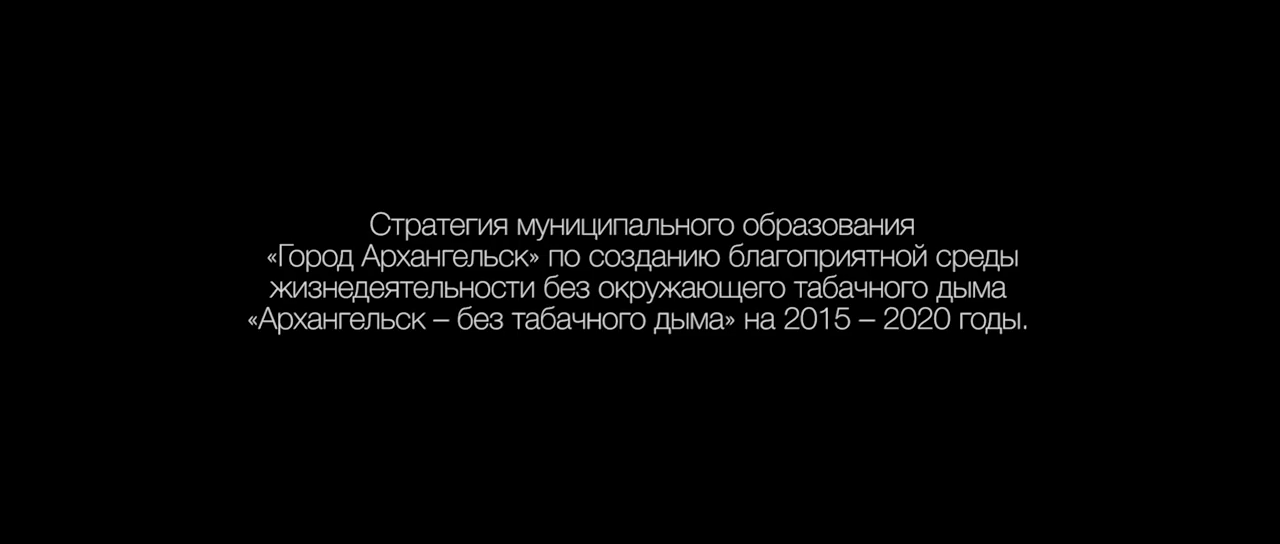 Стратегия муниципального образования
«Город Архангельск» по созданию благоприятной среды
жизнедеятельности без окружающего табачного дыма
«Архангельск – без табачного дыма» на 2015 – 2020 годы.